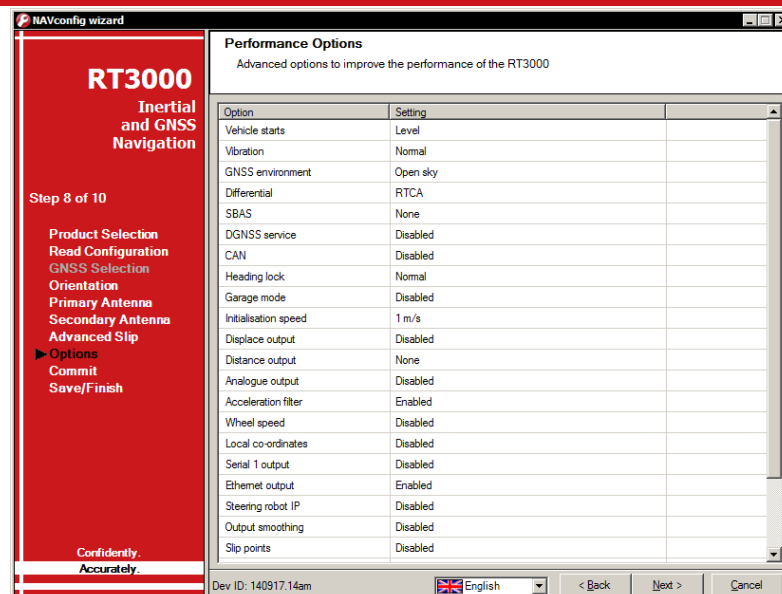 NAVconfig wizard
RT3000
Inertial
and GNSS
Navigation
Step 8 of 10
Product Selection
Read Configuration
GNSS Selection
Orientation
Primary Antenna
Secondary Antenna
Advanced Slip
Options
Commit
Save/Finish
Confidently.
Accurately.
Performance Options
Advanced options to improve the performance of the RT3000
Option Setting
Vehicle starts Level
Vibration Normal
GNSS environment Open sky
Differential RTCA
SBAS None
DGNSS service Disabled
CAN Disabled
Heading lock Normal
Garage mode Disabled
Initialisation speed 1 m/s
Displace output Disabled
Distance output None
Analogue output Disabled
Acceleration filter Enabled
Wheel speed Disabled
Local co-ordinates Disabled
Serial 1 output Disabled
Ethernet output Enabled
Steering robot IP Disabled
Output smoothing Disabled
Slip points Disabled
Dev ID: 140917.14am English < Back Next > Cancel